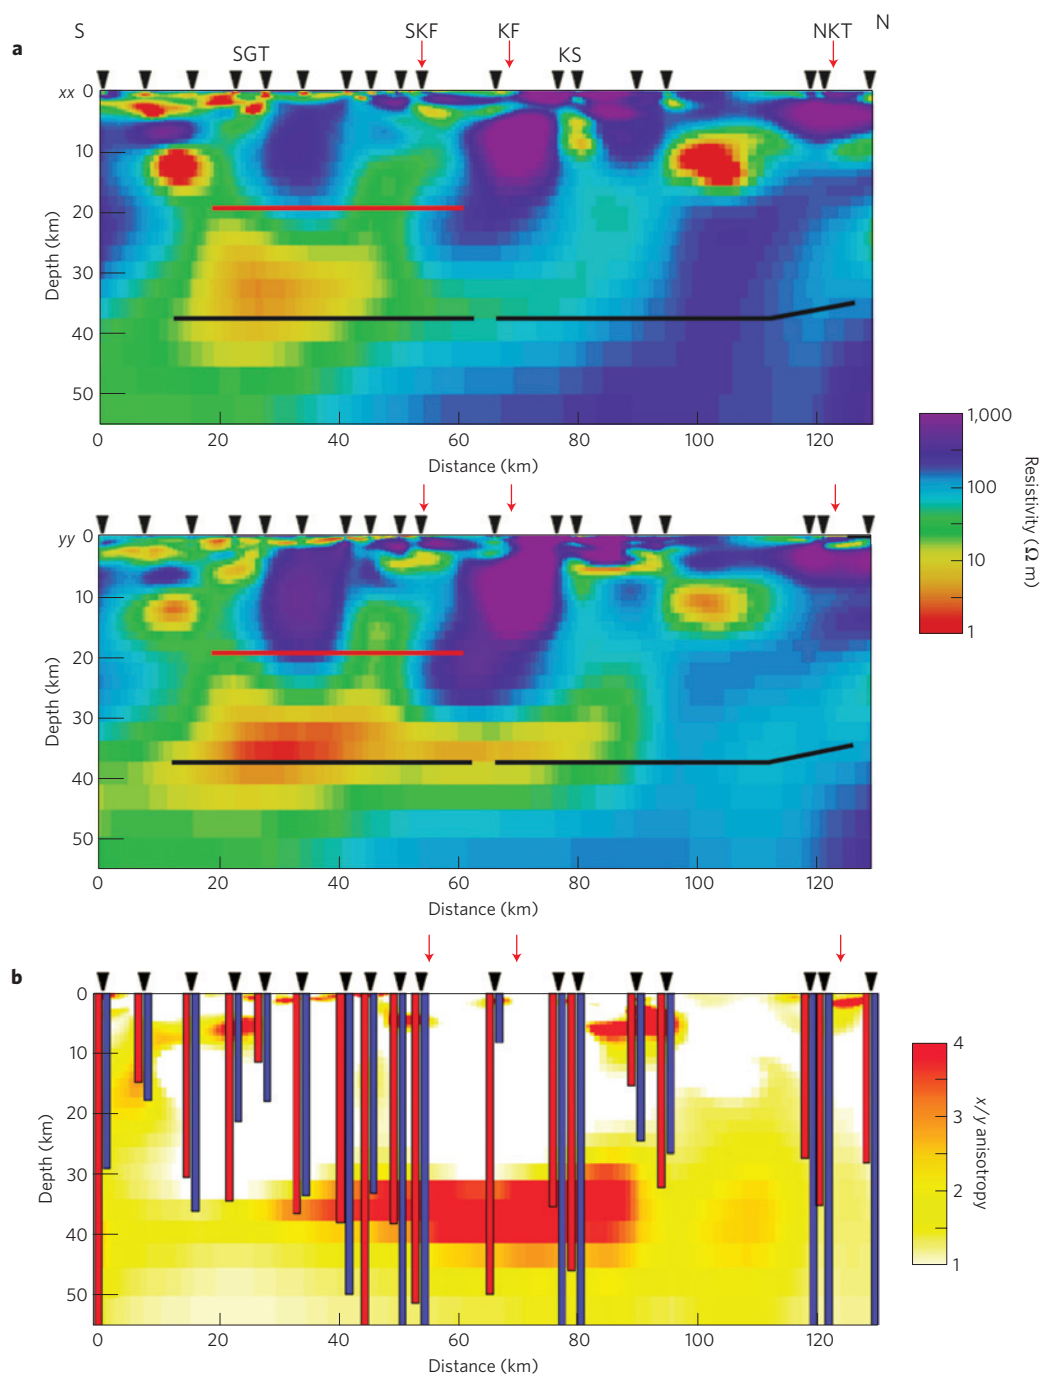 S SKF KF NKT N
a SGT KS
xx 0
10
20
30
40
50
Depth (km)
0 20 40 60 80 100 120
Distance (km)
yy 0
10
20
30
40
50
Depth (km)
0 20 40 60 80 100 120
Distance (km)
1,000
100
10
1
Resistivity (Ω m)
b
0
10
20
30
40
50
Depth (km)
0 20 40 60 80 100 120
Distance (km)
4
3
2
1
x/y anisotropy